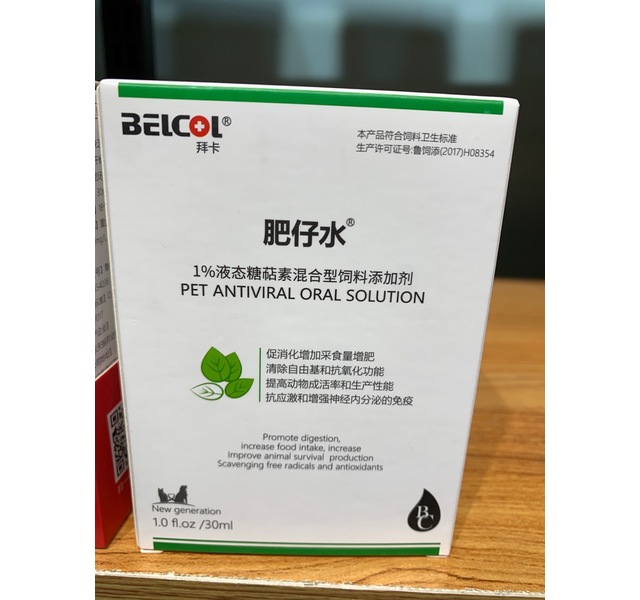 BELCOL®
拜卡
本产品符合饲料卫生标准
生产许可证号:鲁饲添(2017)H08354
肥仔水®
1%液态糖萜素混合型饲料添加剂
PET ANTIVIRAL ORAL SOLUTION
促消化增加采食量增肥
清除自由基和抗氧化功能
提高动物成活率和生产性能
抗应激和增强神经内分泌的免疫
Promote digestion,
increase food intake, increase
Improve animal survival production
Scavenging free radicals and antioxidants
New generation
1.0 fl.oz /30ml
BC